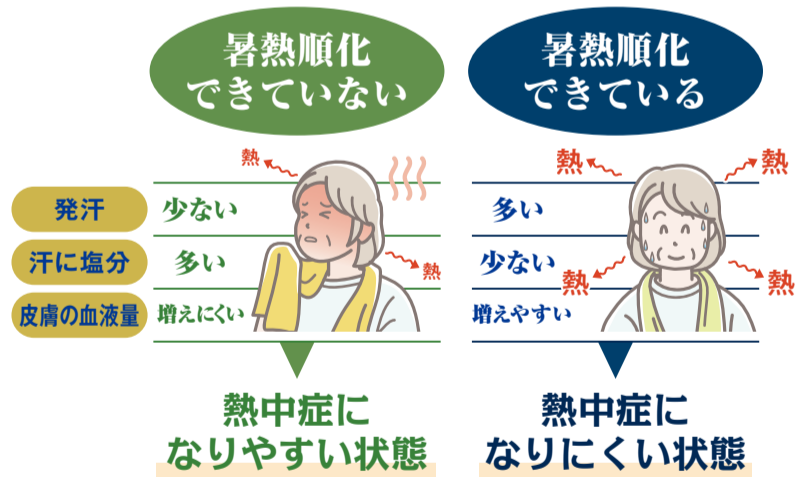 暑熱順化
できていない
暑熱順化
できている
熱
熱
熱
発汗
少ない
多い
汗に塩分
多い
熱
少ない
熱
熱
皮膚の血液量
増えにくい
増えやすい
熱中症に
なりやすい状態
熱中症に
なりにくい状態